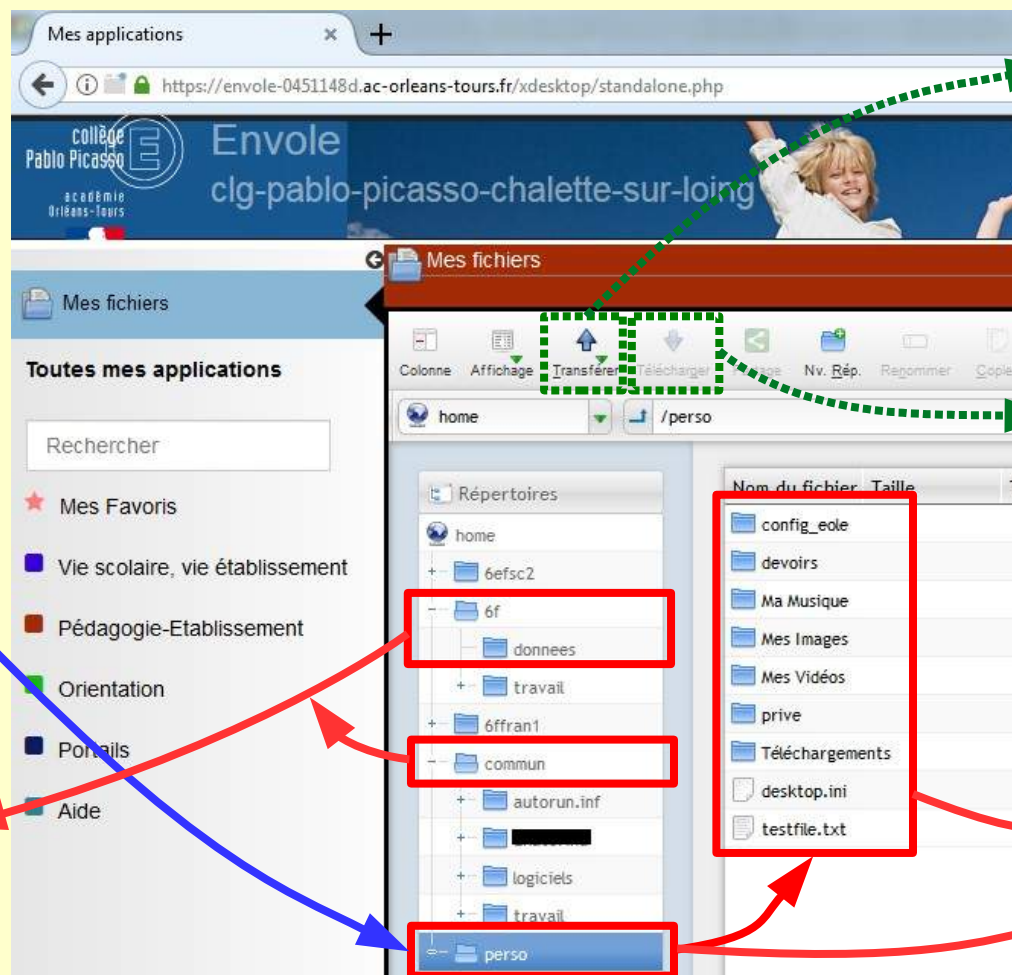 Mes applications × +
https://envole-0451148d.ac-orleans-tours.fr/xdesktop/standalone.php
collège
Pablo Picasso
académie
Orléans-Tours
E
Envole
clg-pablo-picasso-chalette-sur-loing
Mes fichiers
Mes fichiers
Toutes mes applications
Rechercher
Mes Favoris
Vie scolaire, vie établissement
Pédagogie-Etablissement
Orientation
Portails
Aide
Colonne Affichage Transférer Télécharger Partage Nv. Rép. Renommer
home /perso
Répertoires
home
6efsc2
6f
donnees
travail
6ffran1
commun
autorun.inf
logiciels
travail
perso
Nom du fichier Taille
config_eole
devoirs
Ma Musique
Mes Images
Mes Vidéos
prive
Téléchargements
desktop.ini
testfile.txt